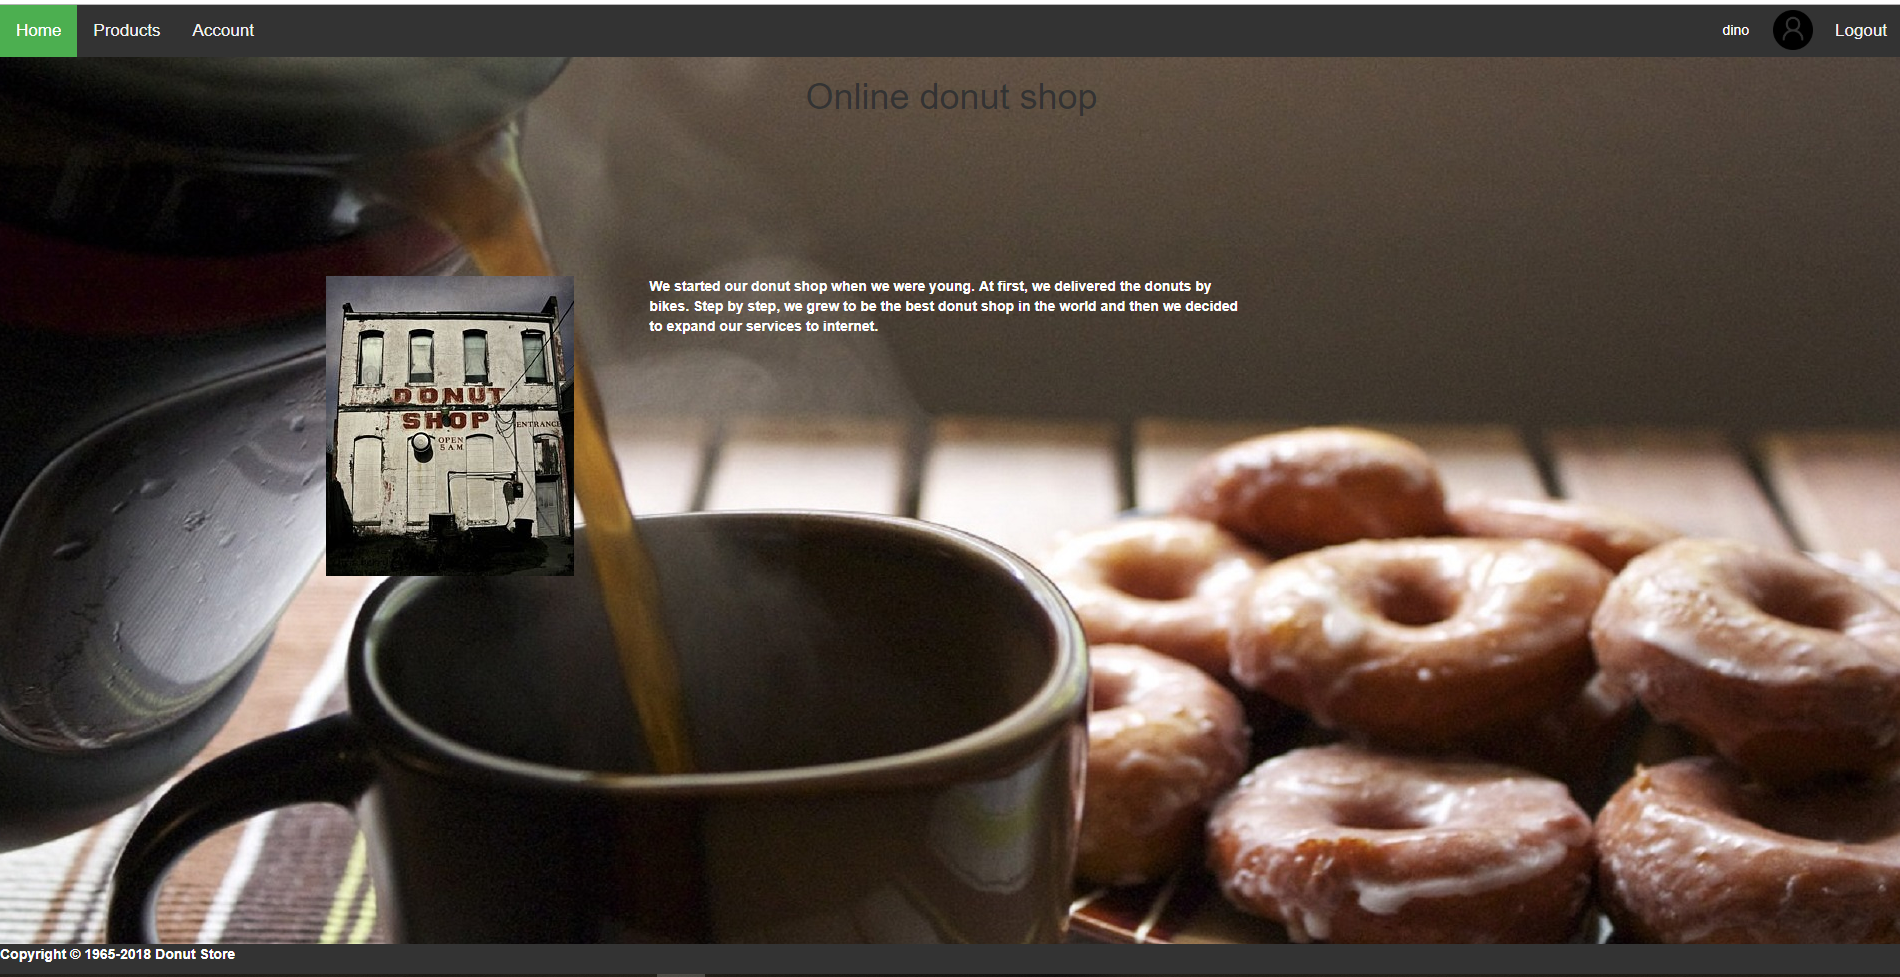 Home Products Account dino Logout
Online donut shop
We started our donut shop when we were young. At first, we delivered the donuts by
bikes. Step by step, we grew to be the best donut shop in the world and then we decided
to expand our services to internet.
DONUT
SHOP
ENTRANCE
OPEN
5 AM
Copyright © 1965-2018 Donut Store